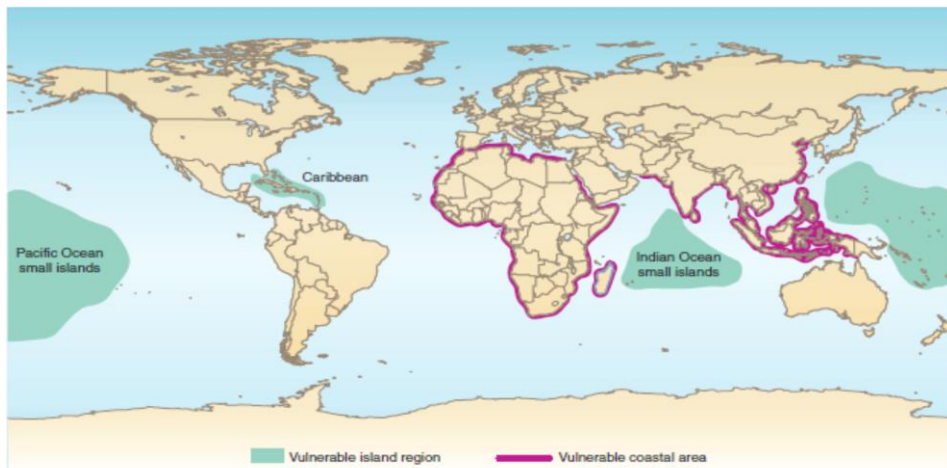 Caribbean
Pacific Ocean
small islands
Indian Ocean
small islands
Vulnerable island region
Vulnerable coastal area